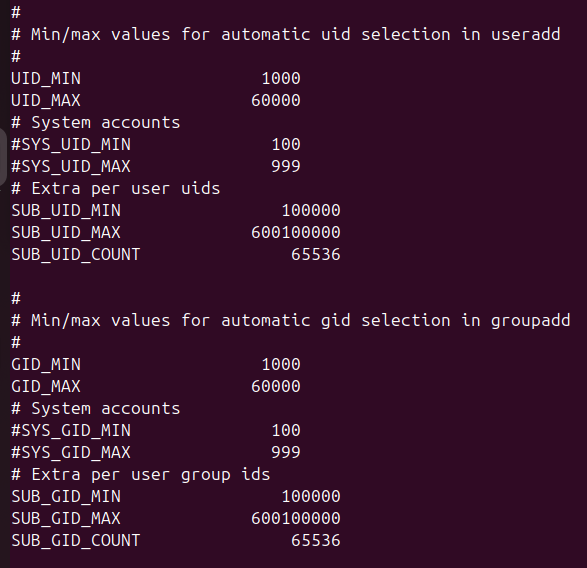 #
# Min/max values for automatic uid selection in useradd
#
UID_MIN                  1000
UID_MAX                 60000
# System accounts
#SYS_UID_MIN              100
#SYS_UID_MAX              999
# Extra per user uids
SUB_UID_MIN                100000
SUB_UID_MAX             600100000
SUB_UID_COUNT               65536

#
# Min/max values for automatic gid selection in groupadd
#
GID_MIN                  1000
GID_MAX                 60000
# System accounts
#SYS_GID_MIN              100
#SYS_GID_MAX              999
# Extra per user group ids
SUB_GID_MIN                100000
SUB_GID_MAX             600100000
SUB_GID_COUNT               65536